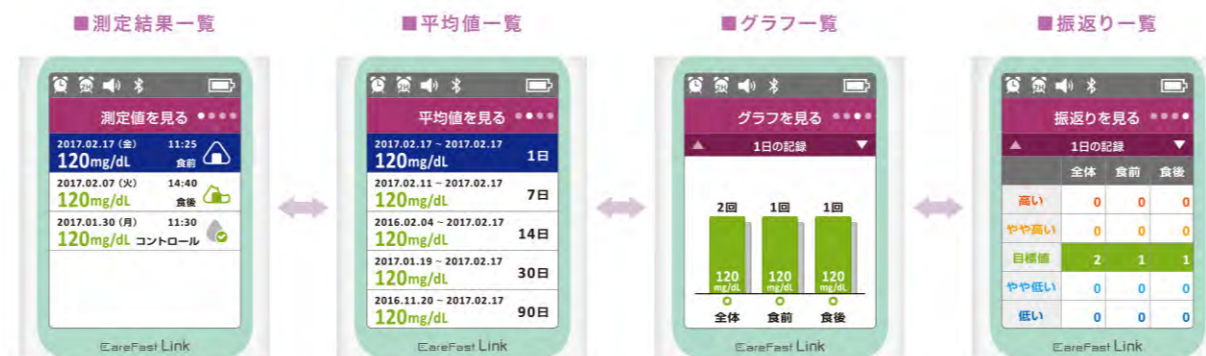 ■測定結果一覧
測定値を見る
2017.02.17（金） 11:25
120mg/dL 食前
2017.02.07（火） 14:40
120mg/dL 食後
2017.01.30（月） 11:30
120mg/dL コントロール
CareFast Link
■平均値一覧
平均値を見る
2017.02.17 ~ 2017.02.17
120mg/dL 1日
2017.02.11 ~ 2017.02.17
120mg/dL 7日
2016.02.04 ~ 2017.02.17
120mg/dL 14日
2017.01.19 ~ 2017.02.17
120mg/dL 30日
2016.11.20 ~ 2017.02.17
120mg/dL 90日
CareFast Link
■グラフ一覧
グラフを見る
▲ 1日の記録 ▼
2回 1回 1回
120 120 120
mg/dL mg/dL mg/dL
全体 食前 食後
CareFast Link
■振返り一覧
振返りを見る
▲ 1日の記録 ▼
全体 食前 食後
高い 0 0 0
やや高い 0 0 0
目標値 2 1 1
やや低い 0 0 0
低い 0 0 0
CareFast Link